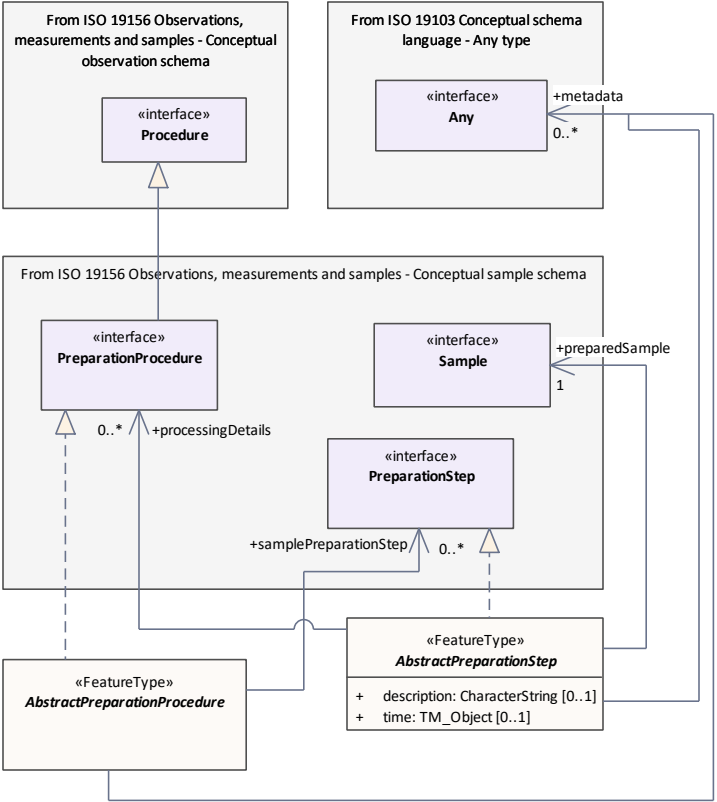 From ISO 19156 Observations,
measurements and samples - Conceptual
observation schema
«interface»
Procedure
From ISO 19103 Conceptual schema
language - Any type
«interface»
Any
+metadata
0..*
From ISO 19156 Observations, measurements and samples - Conceptual sample schema
«interface»
PreparationProcedure
«interface»
Sample
+preparedSample
1
0..*
+processingDetails
«interface»
PreparationStep
+samplePreparationStep
0..*
«FeatureType»
AbstractPreparationStep
+ description: CharacterString [0..1]
+ time: TM_Object [0..1]
«FeatureType»
AbstractPreparationProcedure